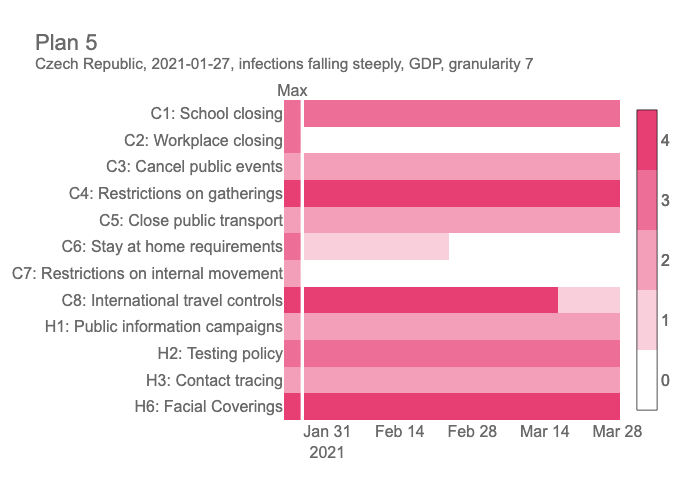 Plan 5
Czech Republic, 2021-01-27, infections falling steeply, GDP, granularity 7
Max
C1: School closing
C2: Workplace closing
C3: Cancel public events
C4: Restrictions on gatherings
C5: Close public transport
C6: Stay at home requirements
C7: Restrictions on internal movement
C8: International travel controls
H1: Public information campaigns
H2: Testing policy
H3: Contact tracing
H6: Facial Coverings
4
3
2
1
0
Jan 31 Feb 14 Feb 28 Mar 14 Mar 28
2021